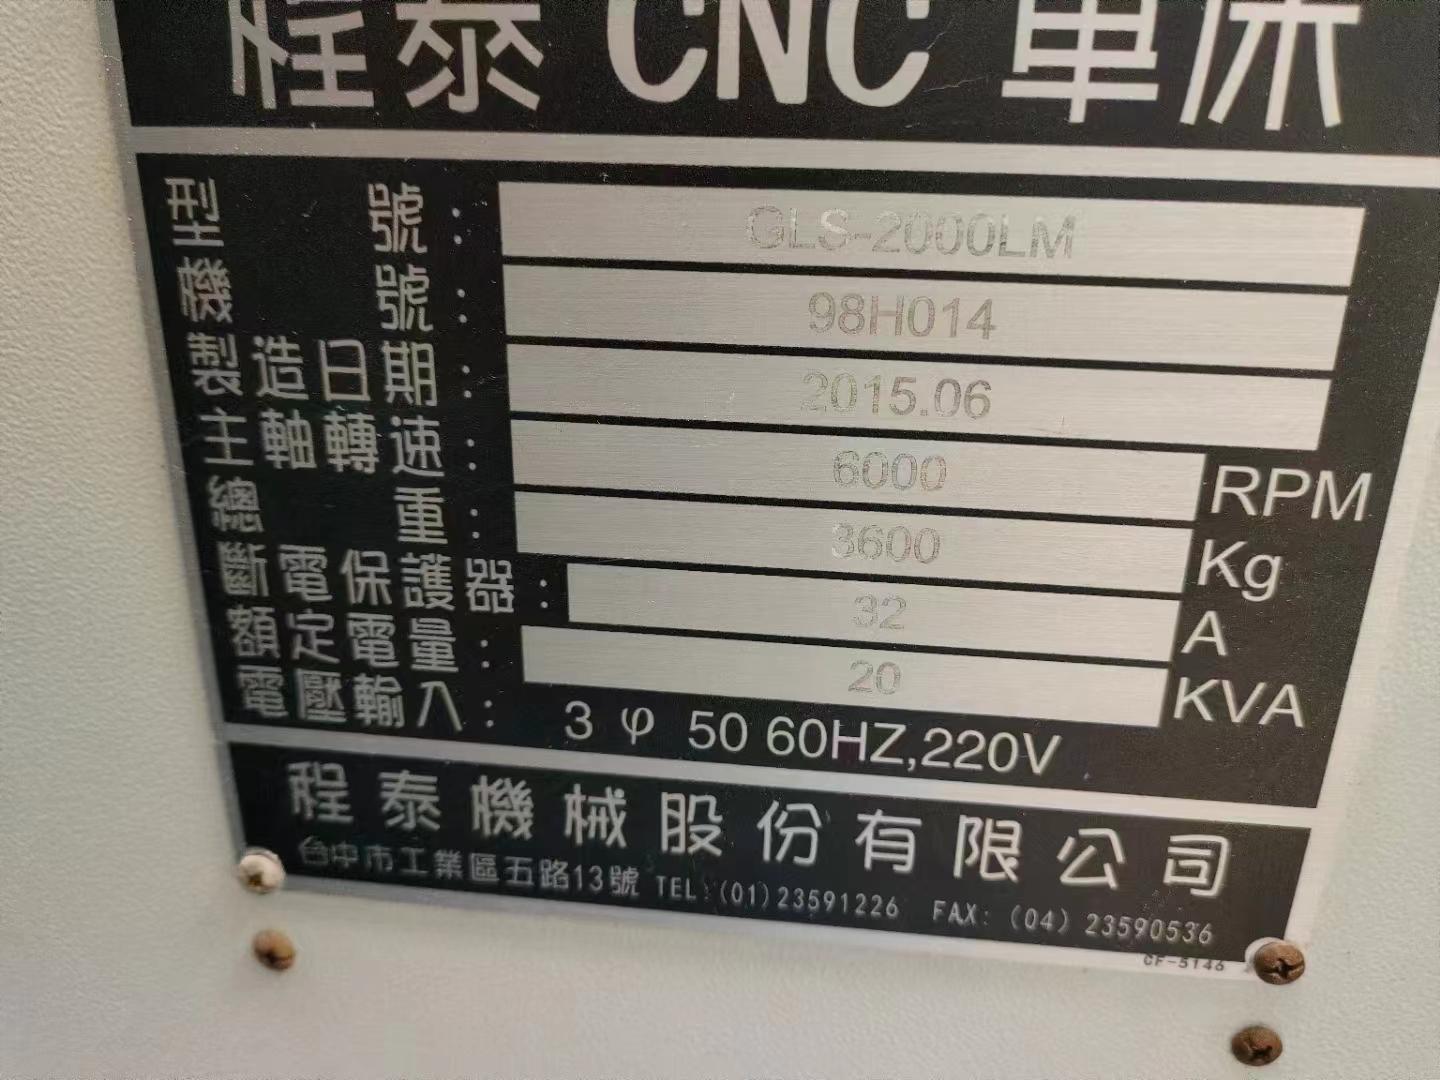 程泰 CNC 車床
型號: GLS-2000LM
機號: 98H014
製造日期: 2015.06
主軸轉速: 6000 RPM
總重: 3600 Kg
斷電保護器: 32 A
額定電量: 20 KVA
電壓輸入: 3 φ 50 60HZ,220V
程泰機械股份有限公司
台中市工業區五路13號 TEL:(01)23591226 FAX:(04)23590536
CF-5146